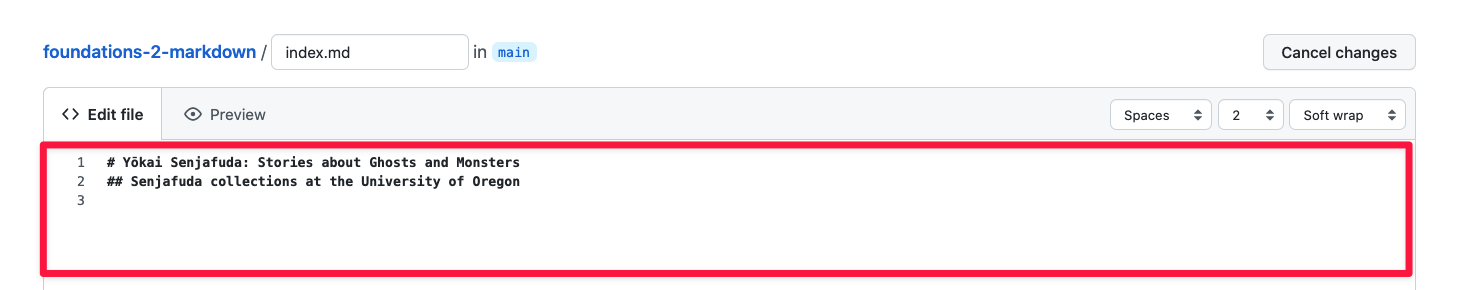 foundations-2-markdown / index.md in main Cancel changes
<> Edit file Preview Spaces 2 Soft wrap
1 # Yōkai Senjafuda: Stories about Ghosts and Monsters
2 ## Senjafuda collections at the University of Oregon
3